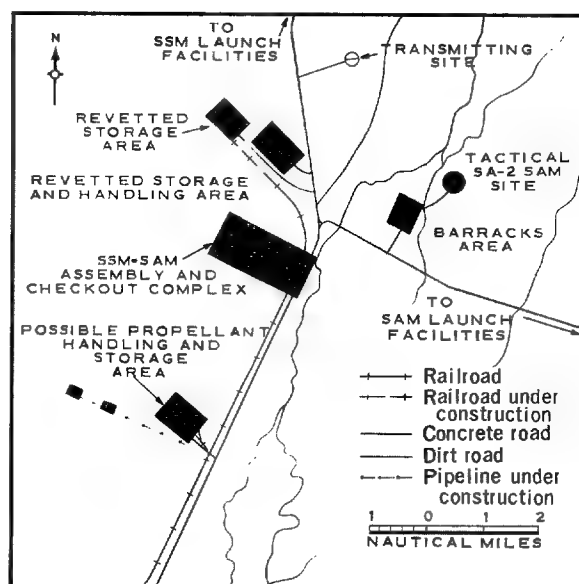 TO
SSM LAUNCH
FACILITIES
N
TRANSMITTING
SITE
REVETTED
STORAGE
AREA
TACTICAL
SA-2 SAM
SITE
REVETTED STORAGE
AND HANDLING AREA
BARRACKS
AREA
SSM-SAM
ASSEMBLY AND
CHECKOUT COMPLEX
TO
SAM LAUNCH
FACILITIES
POSSIBLE PROPELLANT
HANDLING AND
STORAGE
AREA
Railroad
Railroad under
construction
Concrete road
Dirt road
Pipeline under
construction
1 0 1 2
NAUTICAL MILES